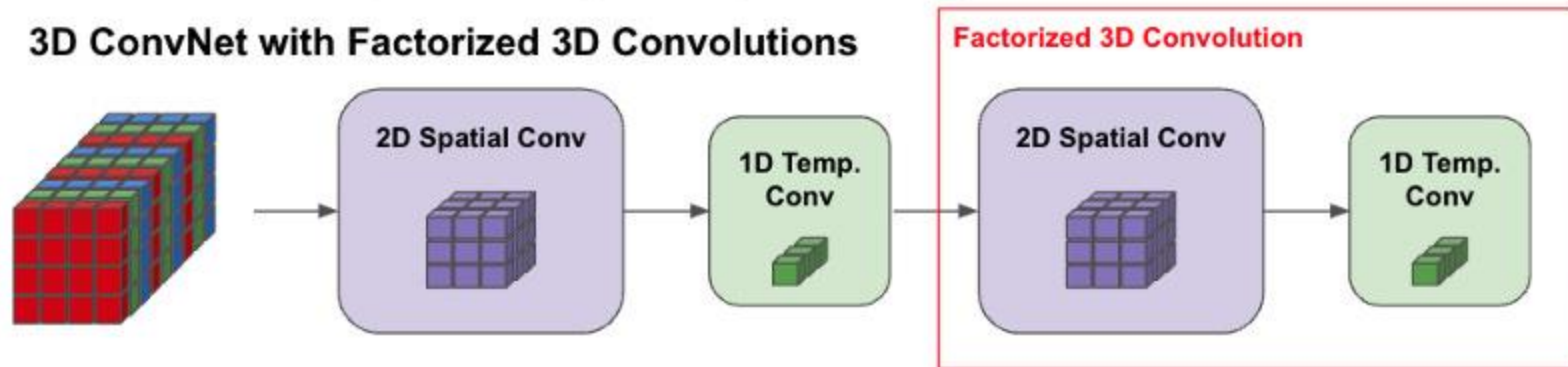 3D ConvNet with Factorized 3D Convolutions
Factorized 3D Convolution
2D Spatial Conv
1D Temp.
Conv
2D Spatial Conv
1D Temp.
Conv